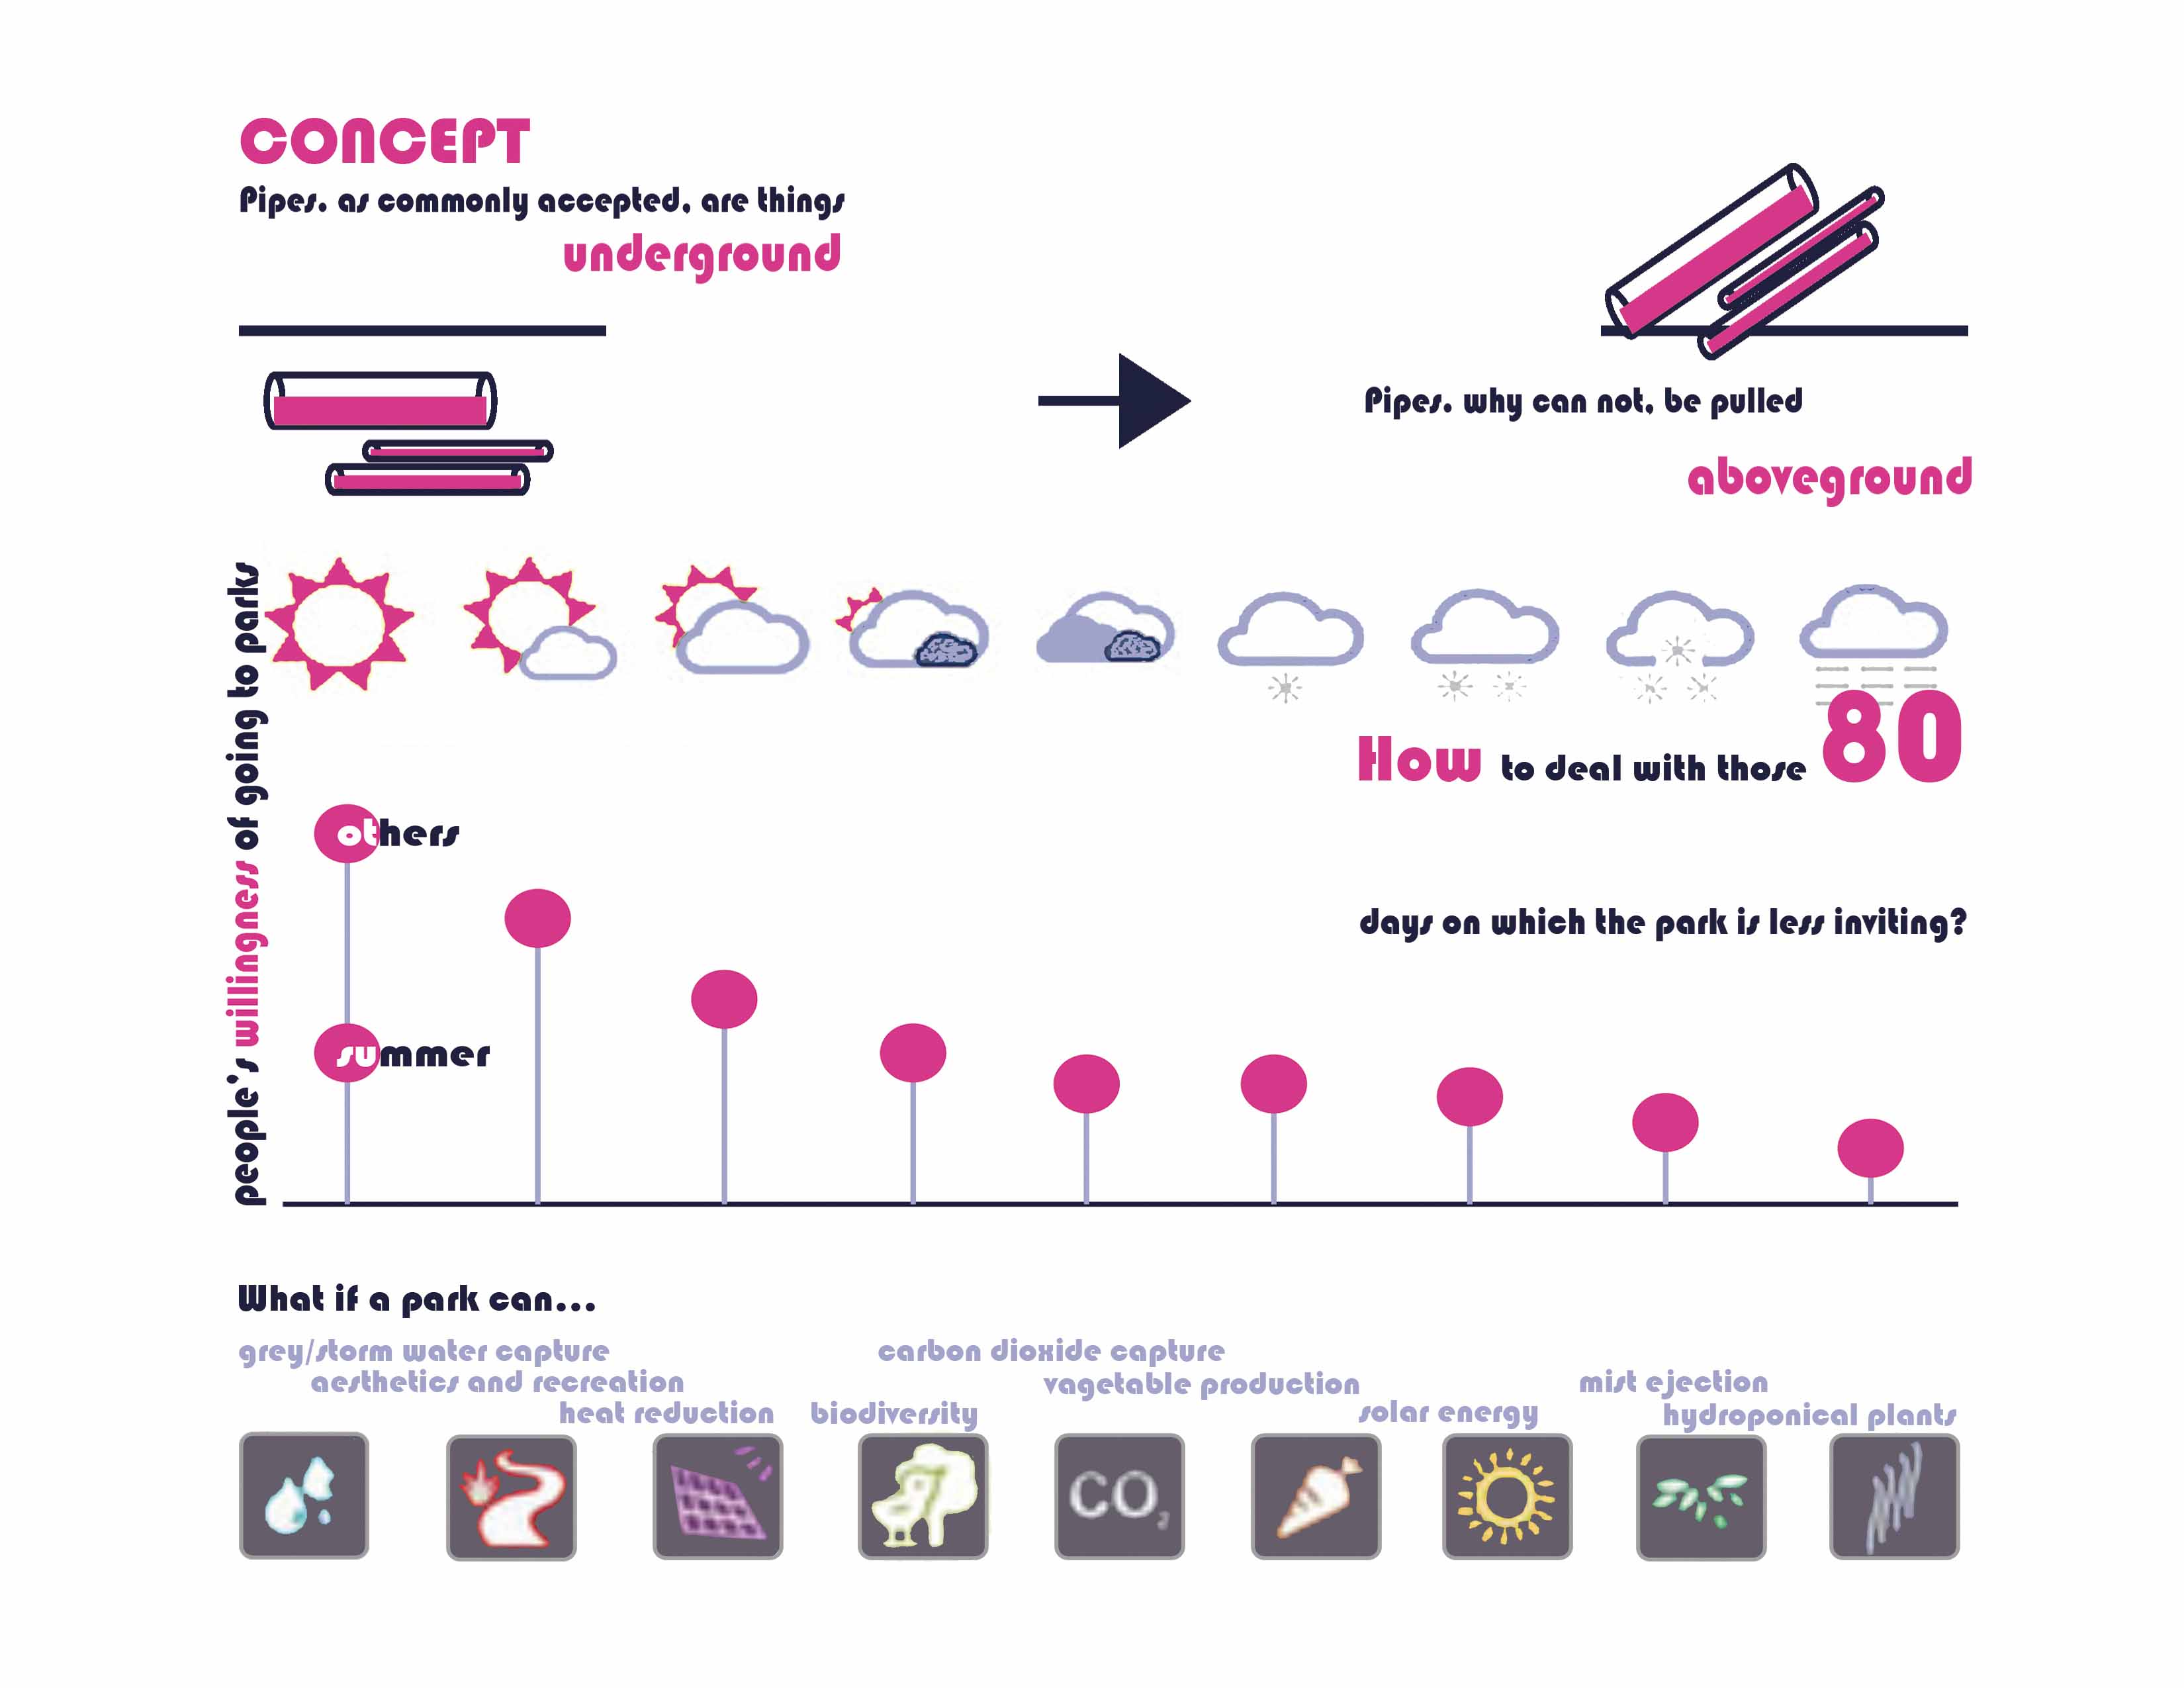 CONCEPT
Pipes. as commonly accepted, are things
underground
Pipes. why can not, be pulled
aboveground
people's willingness of going to parks
How to deal with those 80
others
days on which the park is less inviting?
summer
What if a park can...
grey/storm water capture
aesthetics and recreation
heat reduction
biodiversity
carbon dioxide capture
vagetable production
solar energy
mist ejection
hydroponical plants
CO2